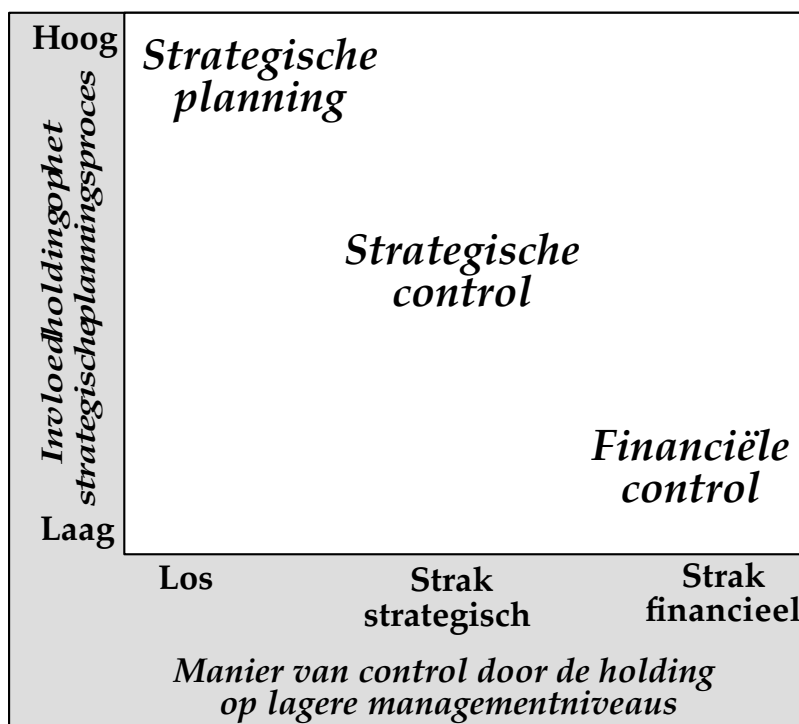 Hoog
Strategische
planning
Invloed holding op het
strategische planningsproces
Strategische
control
Financiële
control
Laag
Los
Strak
strategisch
Strak
financieel
Manier van control door de holding
op lagere managementniveaus